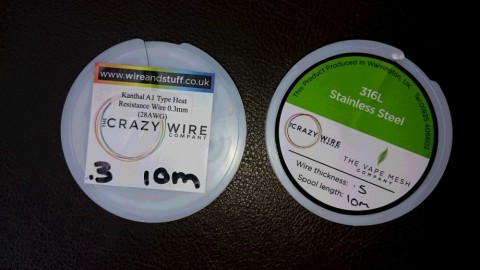 www.wireandstuff.co.uk
Kanthal A1 Type Heat
Resistance Wire 0.3mm
(28AWG)
THE CRAZY WIRE
COMPANY
.3 10m
This Product Produced in Warrington, UK.
316L
Stainless Steel
THE CRAZY WIRE
COMPANY
THE VAPE MESH
COMPANY
Wire thickness: .5
Spool length: 10m